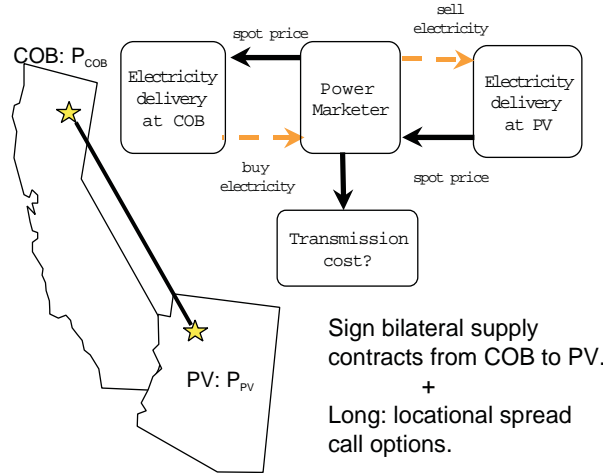 COB: P_COB
spot price
sell
electricity
Electricity
delivery
at COB
Power
Marketer
Electricity
delivery
at PV
buy
electricity
spot price
Transmission
cost?
PV: P_PV
Sign bilateral supply
contracts from COB to PV.
+
Long: locational spread
call options.